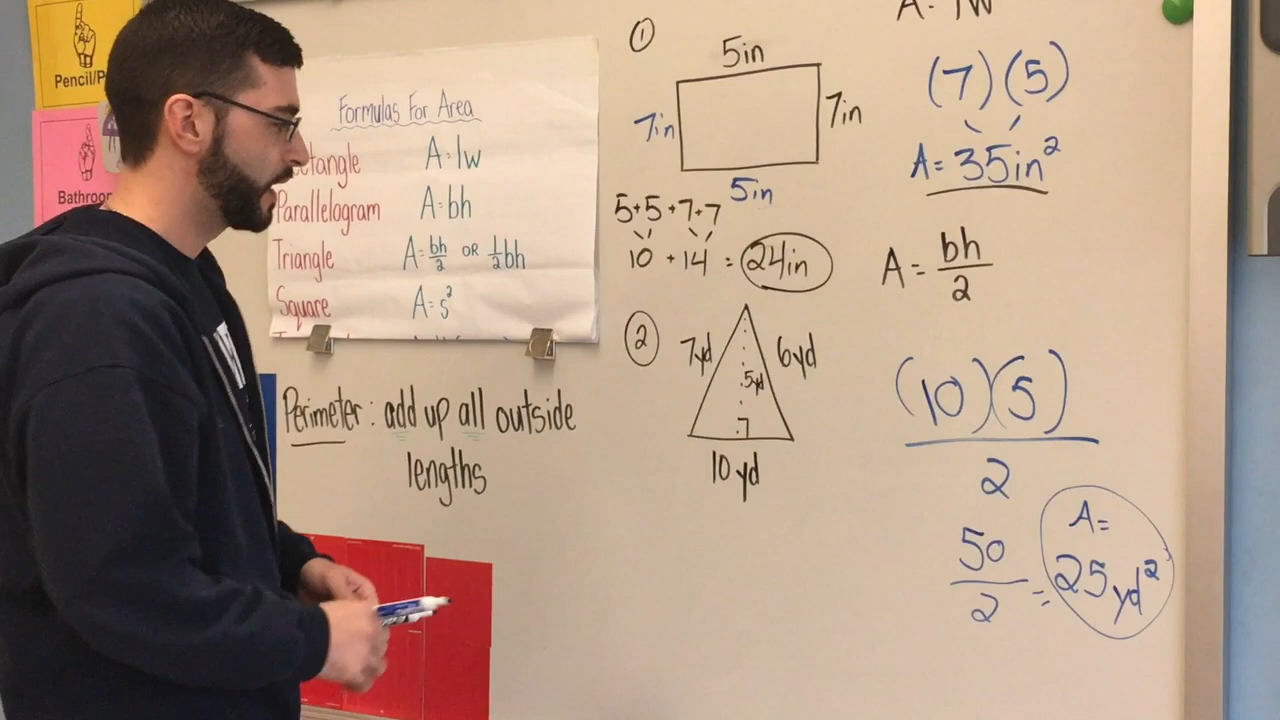 Pencil/P
Bathroom
Formulas For Area
Rectangle A=lw
Parallelogram A=bh
Triangle A=bh/2 OR 1/2bh
Square A=s²
Perimeter: add up all outside
lengths
1
5in
7in
7in
5in
5+5+7+7
10+14=24in
2
7yd
6yd
.5yd
10yd
A=lw
(7)(5)
A=35in²
A=bh/2
(10)(5)
2
50/2=
A=
25yd²